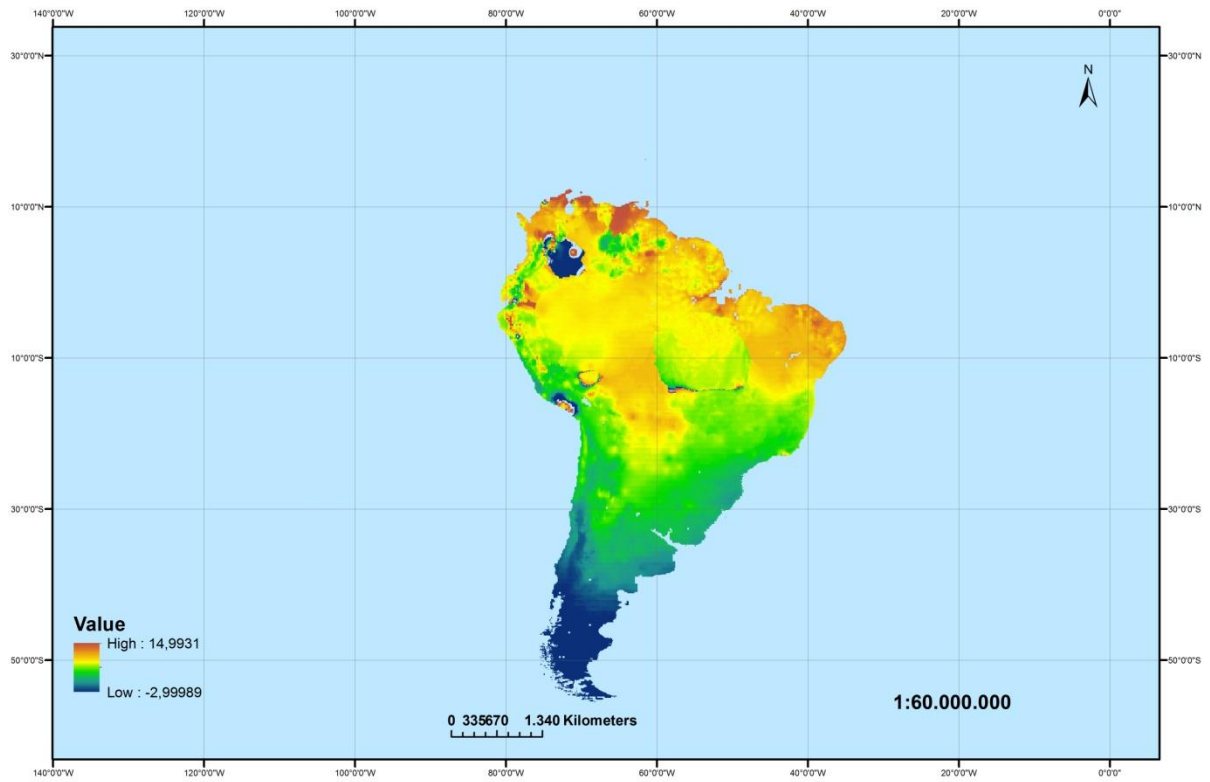 140°0'0"W 120°0'0"W 100°0'0"W 80°0'0"W 60°0'0"W 40°0'0"W 20°0'0"W 0°0'0"
30°0'0"N 30°0'0"N
N
10°0'0"N 10°0'0"N
10°0'0"S 10°0'0"S
30°0'0"S 30°0'0"S
Value
High : 14,9931
50°0'0"S 50°0'0"S
Low : -2,99989
1:60.000.000
0 335670 1.340 Kilometers
140°0'0"W 120°0'0"W 100°0'0"W 80°0'0"W 60°0'0"W 40°0'0"W 20°0'0"W 0°0'0"